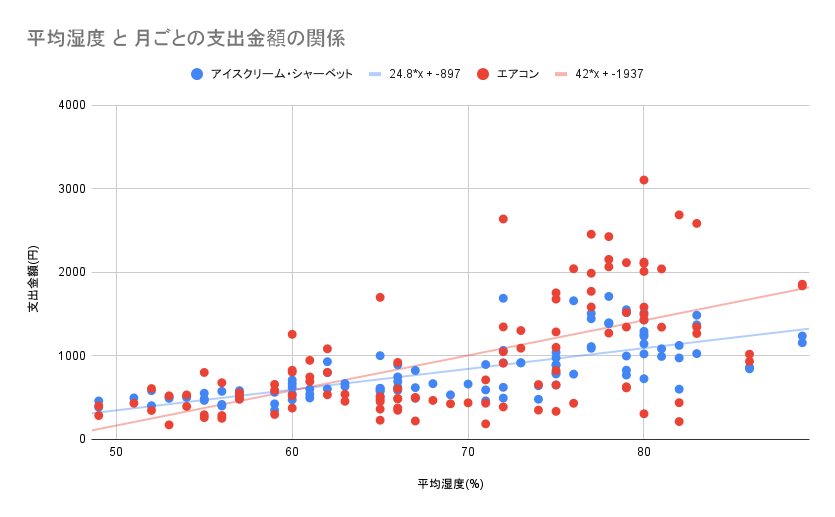 平均湿度 と 月ごとの支出金額の関係
アイスクリーム・シャーベット 24.8*x + -897 エアコン 42*x + -1937
4000
3000
2000
1000
0
支出金額(円)
50 60 70 80
平均湿度(%)